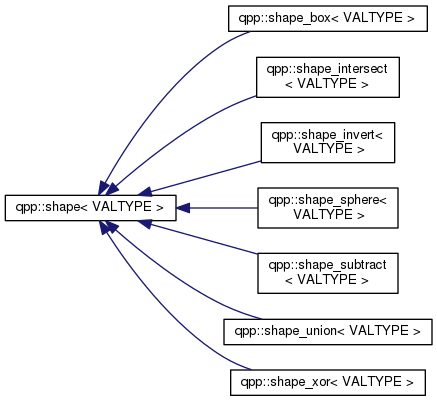 qpp::shape_box< VALTYPE >
qpp::shape_intersect
< VALTYPE >
qpp::shape_invert<
VALTYPE >
qpp::shape< VALTYPE >
qpp::shape_sphere<
VALTYPE >
qpp::shape_subtract
< VALTYPE >
qpp::shape_union< VALTYPE >
qpp::shape_xor< VALTYPE >